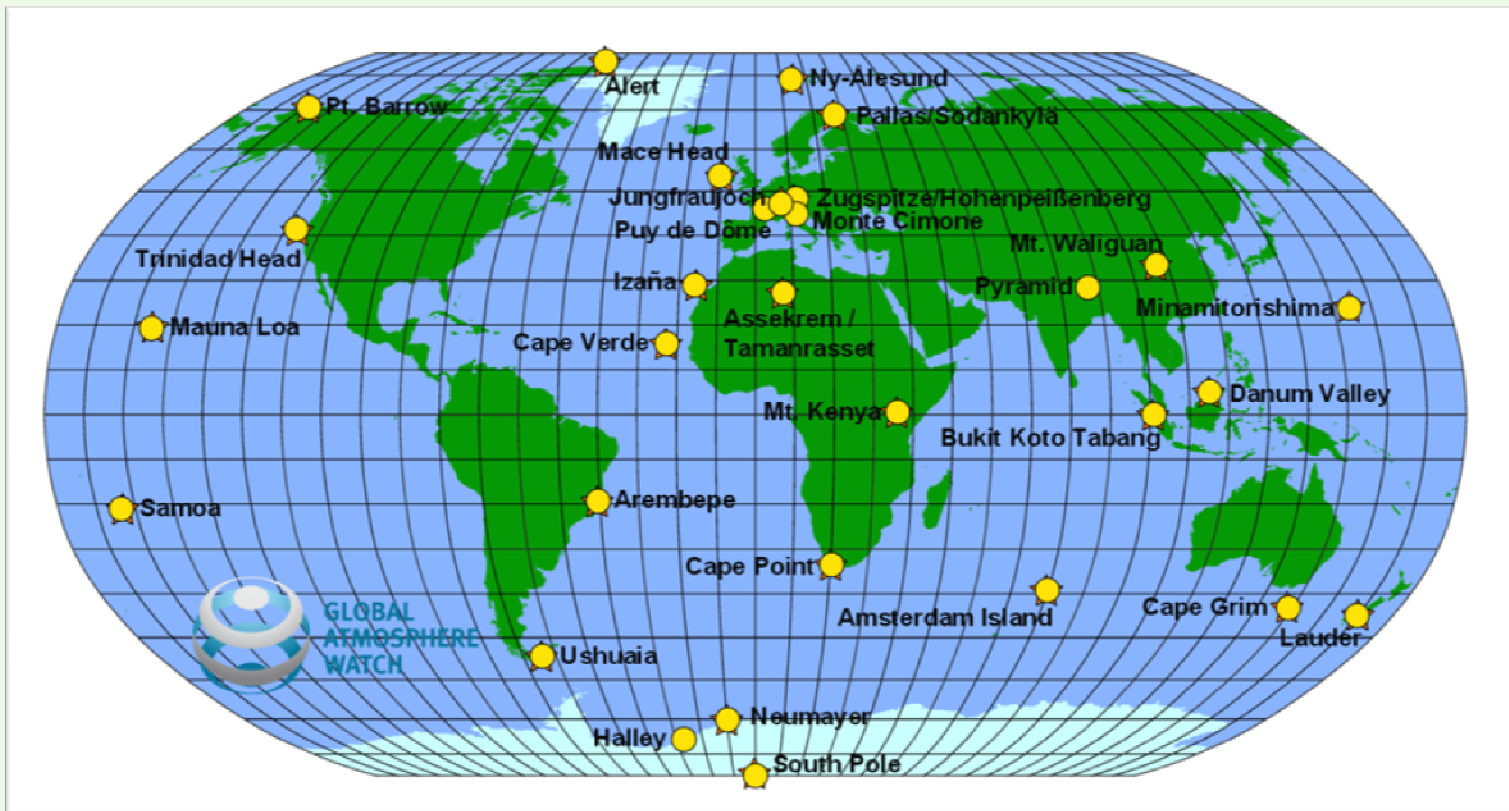 Alert
Ny-Alesund
Pt. Barrow
Pallas/Sodankylä
Mace Head
Jungfraujoch
Zugspitze/Hohenpeißenberg
Puy de Dôme
Monte Cimone
Mt. Waliguan
Trinidad Head
Izaña
Pyramid
Minamitorishima
Mauna Loa
Assekrem /
Tamanrasset
Cape Verde
Danum Valley
Mt. Kenya
Bukit Koto Tabang
Samoa
Arembepe
Cape Point
GLOBAL
ATMOSPHERE
WATCH
Amsterdam Island
Cape Grim
Lauder
Ushuaia
Neumayer
Halley
South Pole